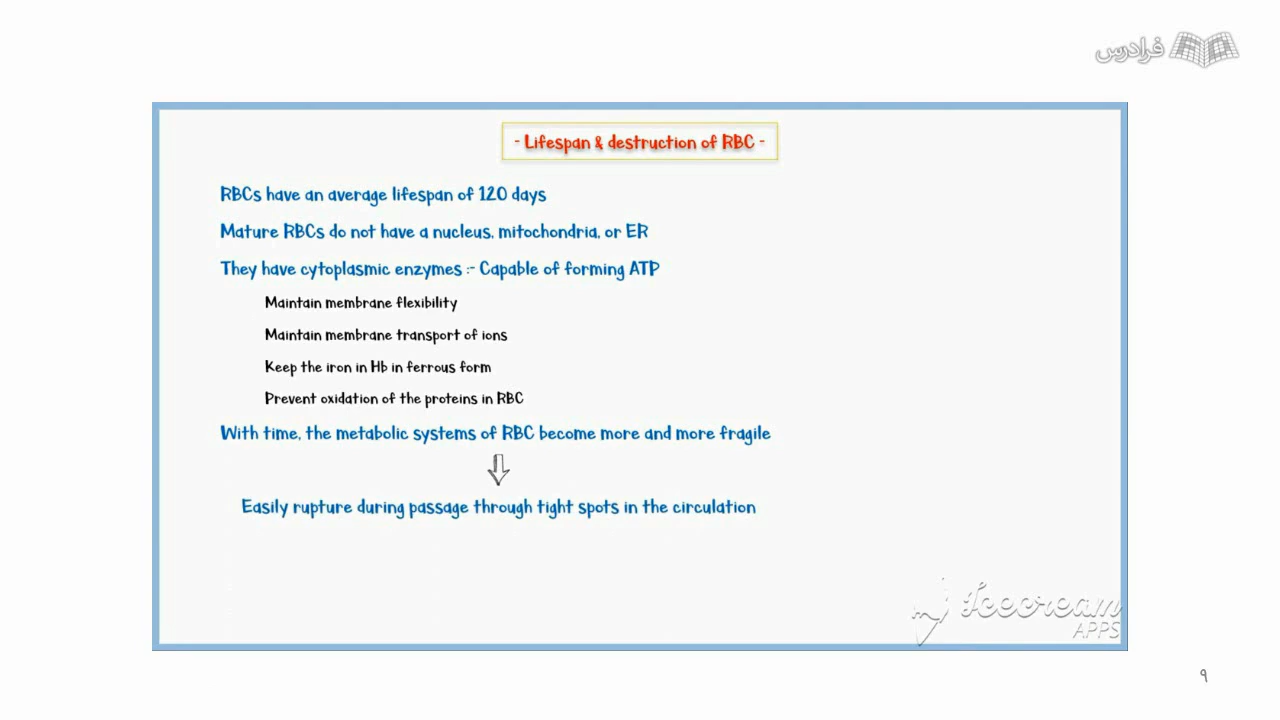 فرادرس
- Lifespan & destruction of RBC -
RBCs have an average lifespan of 120 days
Mature RBCs do not have a nucleus, mitochondria, or ER
They have cytoplasmic enzymes :- Capable of forming ATP
Maintain membrane flexibility
Maintain membrane transport of ions
Keep the iron in Hb in ferrous form
Prevent oxidation of the proteins in RBC
With time, the metabolic systems of RBC become more and more fragile
Easily rupture during passage through tight spots in the circulation
Icecream
APPS
۹